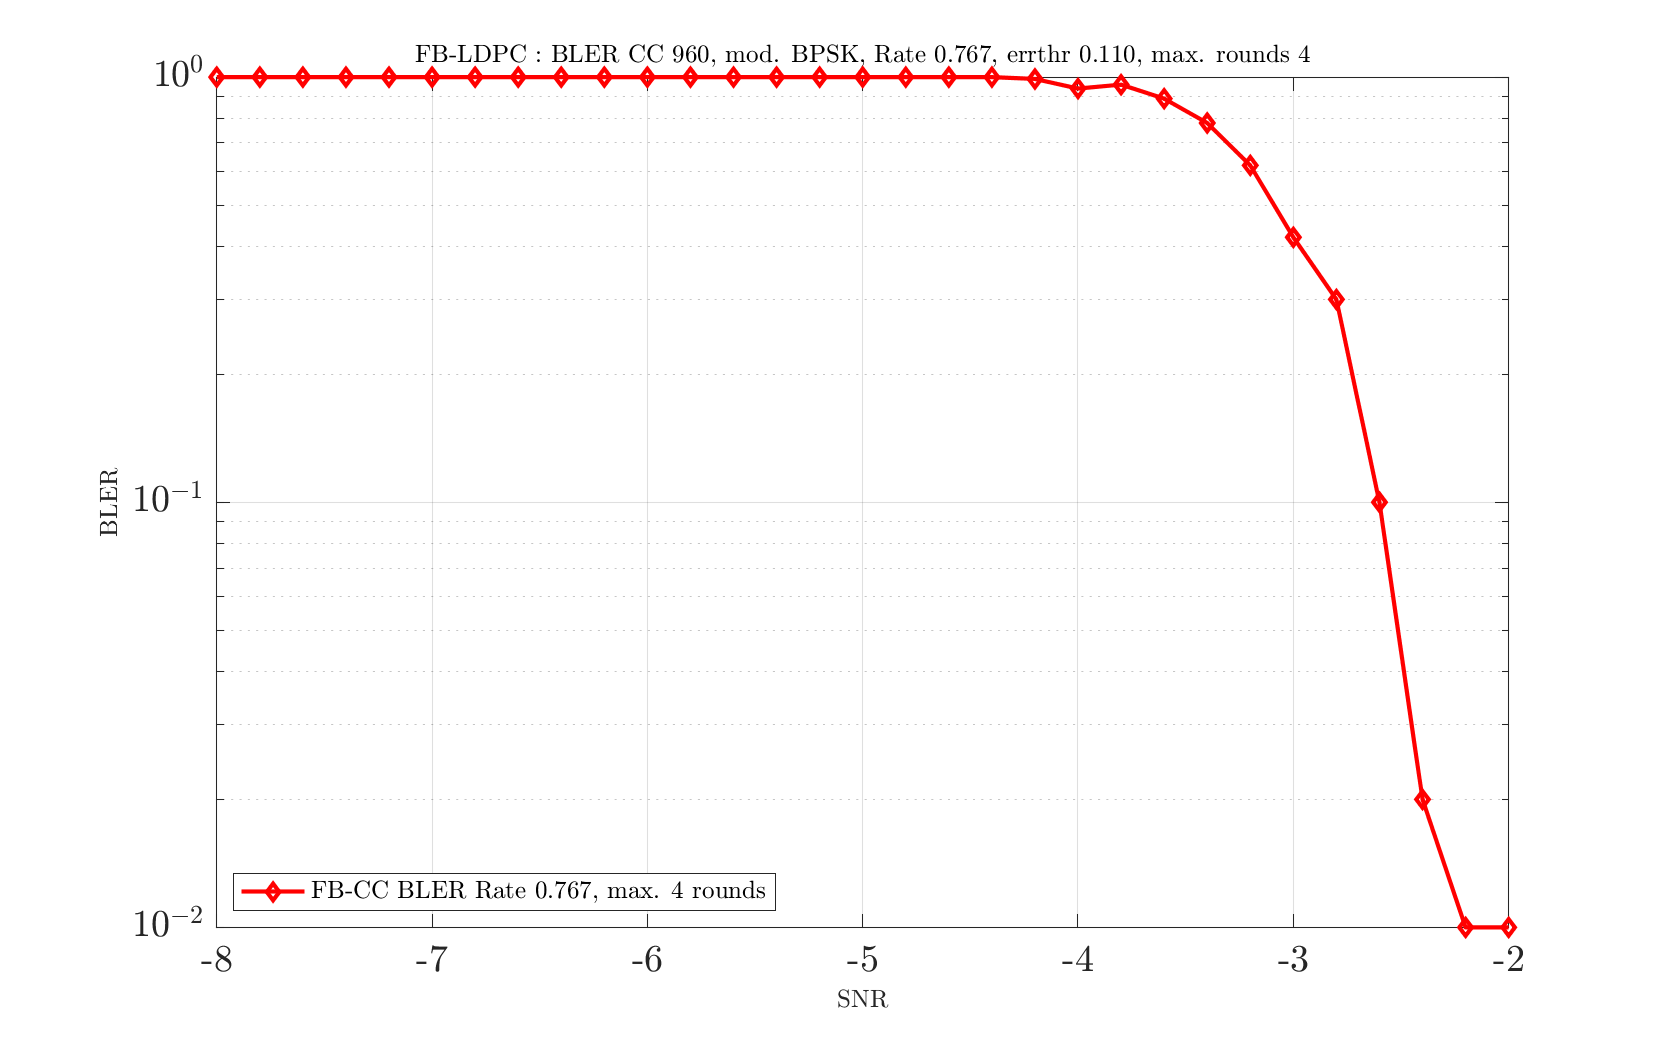 FB-LDPC : BLER CC 960, mod. BPSK, Rate 0.767, errthr 0.110, max. rounds 4
10^0
10^{-1}
10^{-2}
BLER
FB-CC BLER Rate 0.767, max. 4 rounds
-8 -7 -6 -5 -4 -3 -2
SNR